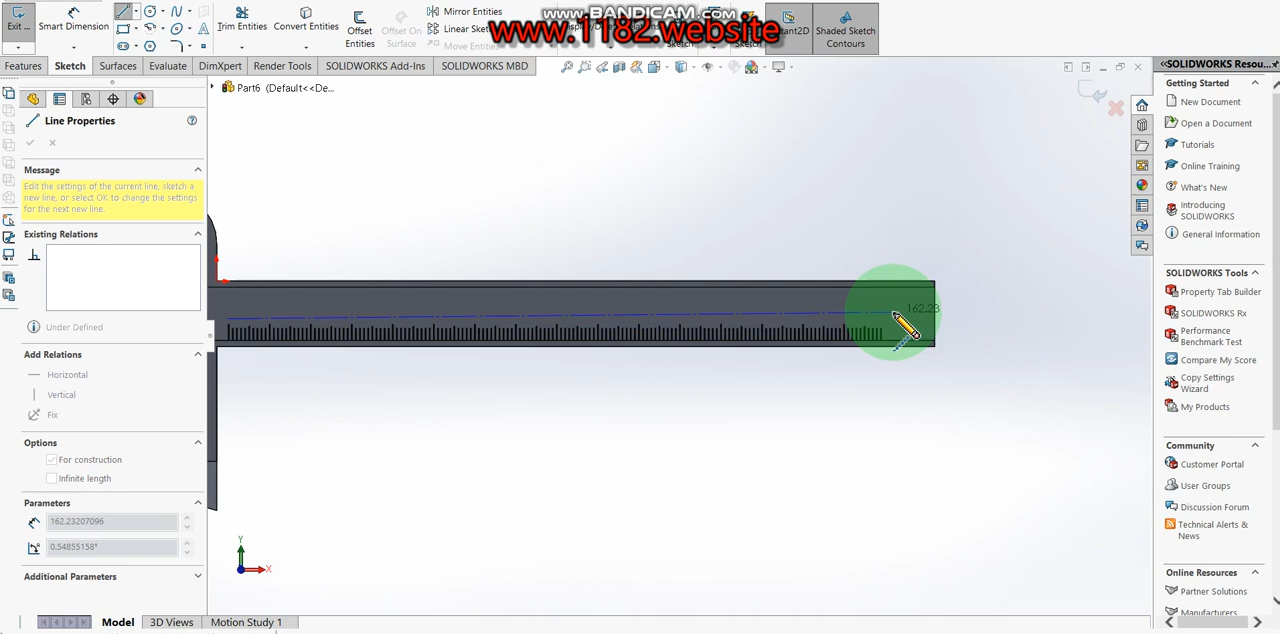 www.BANDICAM.com
www.1182.website
Exit ...
Smart Dimension
Trim Entities
Convert Entities
Offset Entities
Offset On Surface
Mirror Entities
Linear Sketch
Move Entities
Instant2D
Shaded Sketch Contours
Features
Sketch
Surfaces
Evaluate
DimXpert
Render Tools
SOLIDWORKS Add-Ins
SOLIDWORKS MBD
Part6 (Default<<De...
Line Properties
Message
Edit the settings of the current line, sketch a
new line, or select OK to change the settings
for the next new line.
Existing Relations
Under Defined
Add Relations
Horizontal
Vertical
Fix
Options
For construction
Infinite length
Parameters
162.23207096
0.54855158°
Additional Parameters
162.23
Y
X
Model
3D Views
Motion Study 1
SOLIDWORKS Resou...
Getting Started
New Document
Open a Document
Tutorials
Online Training
What's New
Introducing
SOLIDWORKS
General Information
SOLIDWORKS Tools
Property Tab Builder
SOLIDWORKS Rx
Performance
Benchmark Test
Compare My Score
Copy Settings
Wizard
My Products
Community
Customer Portal
User Groups
Discussion Forum
Technical Alerts &
News
Online Resources
Partner Solutions
Manufacturers